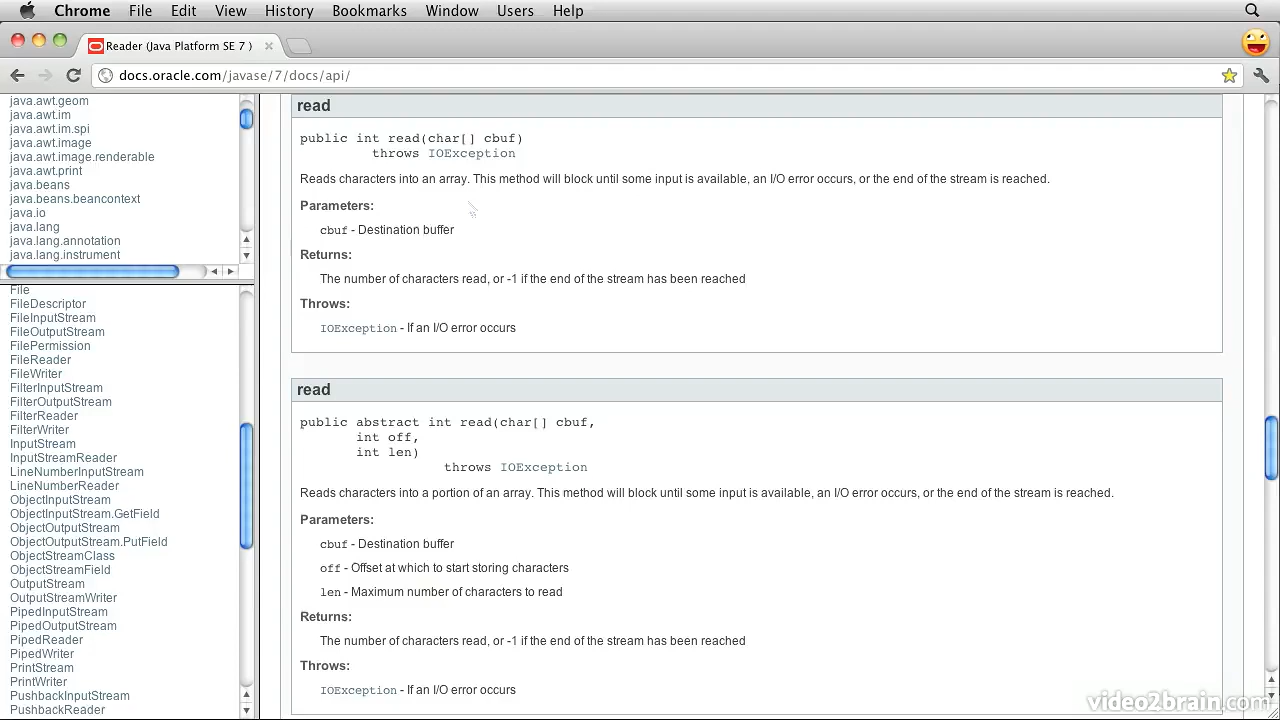 Chrome File Edit View History Bookmarks Window Users Help
Reader (Java Platform SE 7 )
docs.oracle.com/javase/7/docs/api/
java.awt.geom
java.awt.im
java.awt.im.spi
java.awt.image
java.awt.image.renderable
java.awt.print
java.beans
java.beans.beancontext
java.io
java.lang
java.lang.annotation
java.lang.instrument
File
FileDescriptor
FileInputStream
FileOutputStream
FilePermission
FileReader
FileWriter
FilterInputStream
FilterOutputStream
FilterReader
FilterWriter
InputStream
InputStreamReader
LineNumberInputStream
LineNumberReader
ObjectInputStream
ObjectInputStream.GetField
ObjectOutputStream
ObjectOutputStream.PutField
ObjectStreamClass
ObjectStreamField
OutputStream
OutputStreamWriter
PipedInputStream
PipedOutputStream
PipedReader
PipedWriter
PrintStream
PrintWriter
PushbackInputStream
PushbackReader
read
public int read(char[] cbuf)
throws IOException
Reads characters into an array. This method will block until some input is available, an I/O error occurs, or the end of the stream is reached.
Parameters:
cbuf - Destination buffer
Returns:
The number of characters read, or -1 if the end of the stream has been reached
Throws:
IOException - If an I/O error occurs
read
public abstract int read(char[] cbuf,
int off,
int len)
throws IOException
Reads characters into a portion of an array. This method will block until some input is available, an I/O error occurs, or the end of the stream is reached.
Parameters:
cbuf - Destination buffer
off - Offset at which to start storing characters
len - Maximum number of characters to read
Returns:
The number of characters read, or -1 if the end of the stream has been reached
Throws:
IOException - If an I/O error occurs
video2brain.com